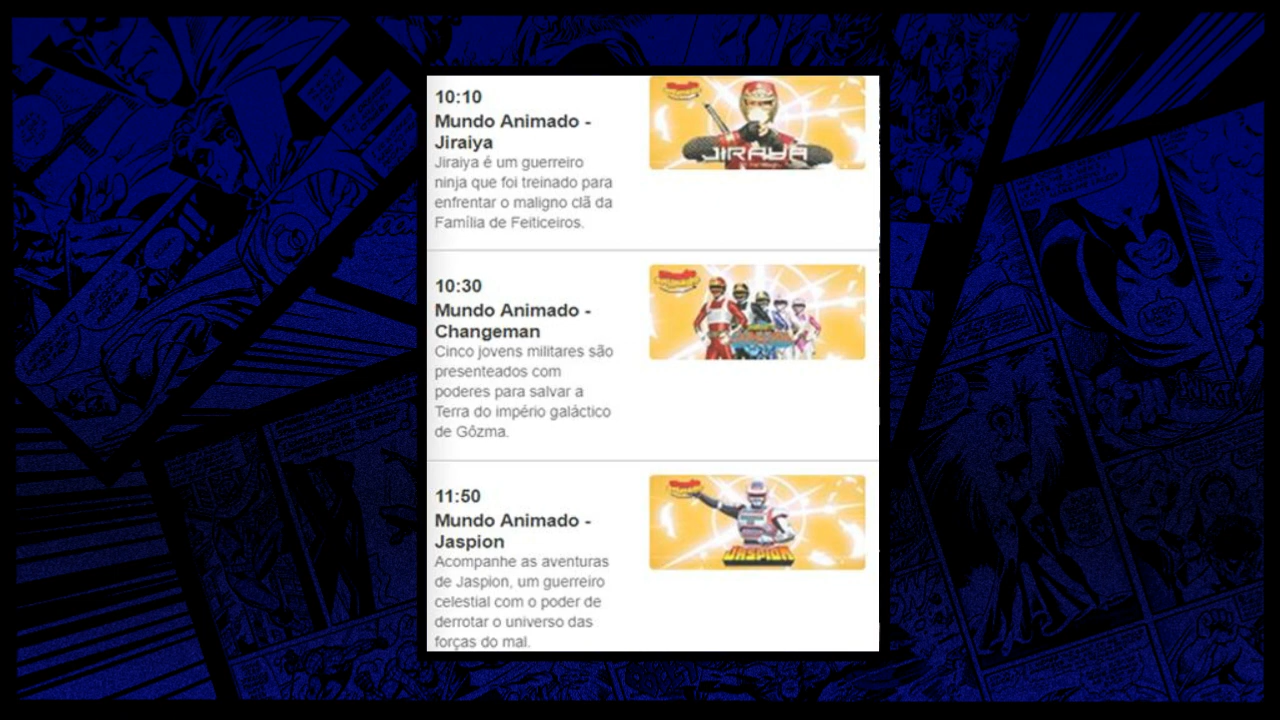 10:10
Mundo Animado -
Jiraiya
Jiraiya é um guerreiro
ninja que foi treinado para
enfrentar o maligno clã da
Família de Feiticeiros.
JIRAIYA
10:30
Mundo Animado -
Changeman
Cinco jovens militares são
presenteados com
poderes para salvar a
Terra do império galáctico
de Gôzma.
11:50
Mundo Animado -
Jaspion
Acompanhe as aventuras
de Jaspion, um guerreiro
celestial com o poder de
derrotar o universo das
forças do mal.
JASPION